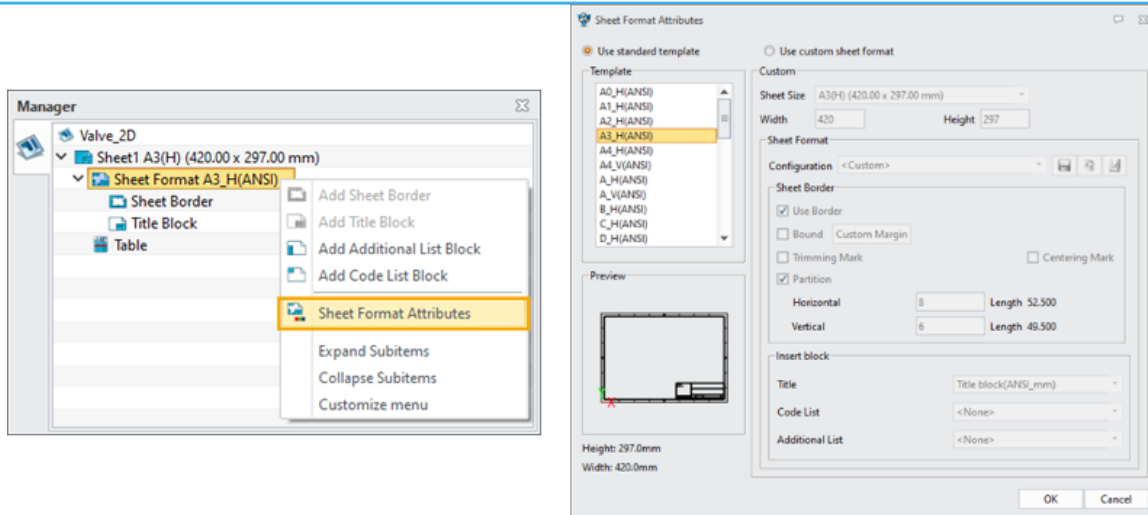 Manager
Valve_2D
Sheet1 A3(H) (420.00 x 297.00 mm)
Sheet Format A3_H(ANSI)
Sheet Border
Title Block
Table
Add Sheet Border
Add Title Block
Add Additional List Block
Add Code List Block
Sheet Format Attributes
Expand Subitems
Collapse Subitems
Customize menu
Sheet Format Attributes
Use standard template
Use custom sheet format
Template
A0_H(ANSI)
A1_H(ANSI)
A2_H(ANSI)
A3_H(ANSI)
A4_H(ANSI)
A4_V(ANSI)
A_H(ANSI)
A_V(ANSI)
B_H(ANSI)
C_H(ANSI)
D_H(ANSI)
Preview
Y
X
Height: 297.0mm
Width: 420.0mm
Custom
Sheet Size A3(H) (420.00 x 297.00 mm)
Width 420 Height 297
Sheet Format
Configuration <Custom>
Sheet Border
Use Border
Bound Custom Margin
Trimming Mark Centering Mark
Partition
Horizontal 8 Length 52.500
Vertical 6 Length 49.500
Insert block
Title Title block(ANSI_mm)
Code List <None>
Additional List <None>
OK Cancel